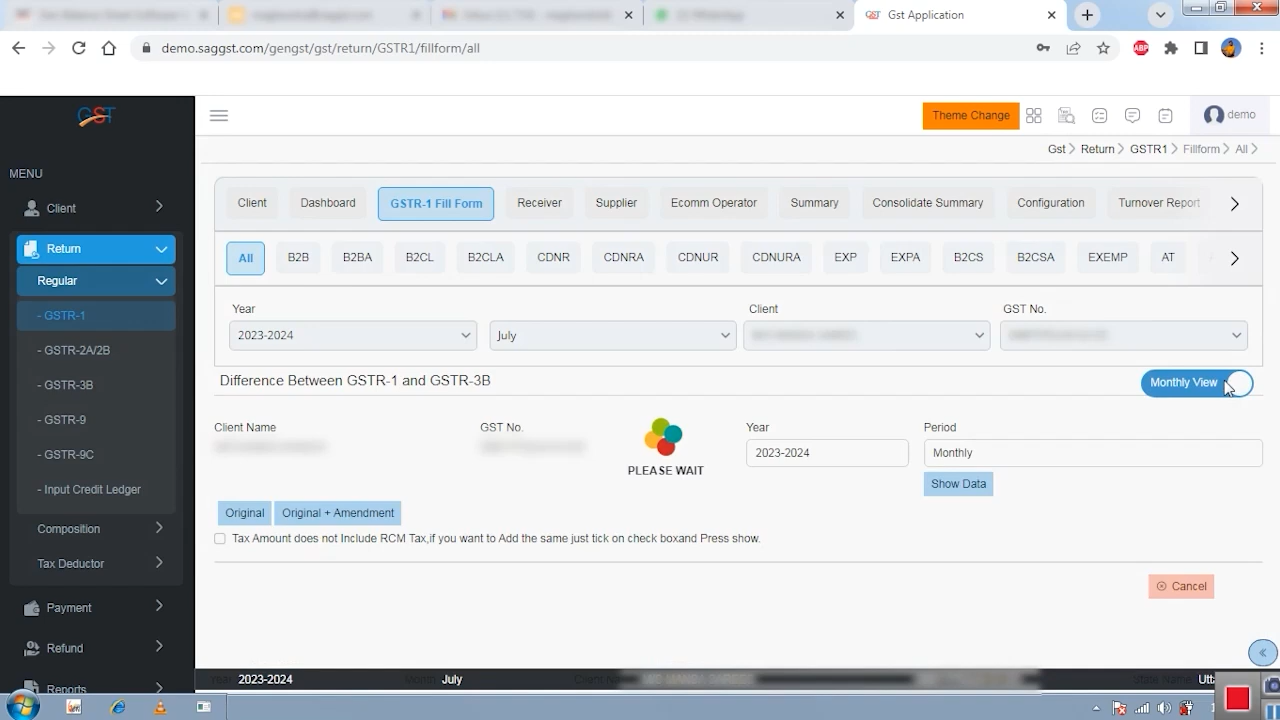 Gst Application
demo.saggst.com/gengst/gst/return/GSTR1/fillform/all
ABP
GST
Theme Change
demo
Gst Return GSTR1 Fillform All
MENU
Client
Return
Regular
- GSTR-1
- GSTR-2A/2B
- GSTR-3B
- GSTR-9
- GSTR-9C
- Input Credit Ledger
Composition
Tax Deductor
Payment
Refund
Reports
Client Dashboard GSTR-1 Fill Form Receiver Supplier Ecomm Operator Summary Consolidate Summary Configuration Turnover Report
All B2B B2BA B2CL B2CLA CDNR CDNRA CDNUR CDNURA EXP EXPA B2CS B2CSA EXEMP AT
Year Client GST No.
2023-2024 July
Difference Between GSTR-1 and GSTR-3B Monthly View
Client Name GST No. Year Period
2023-2024 Monthly
PLEASE WAIT
Show Data
Original Original + Amendment
Tax Amount does not Include RCM Tax,if you want to Add the same just tick on check boxand Press show.
Cancel
2023-2024 July